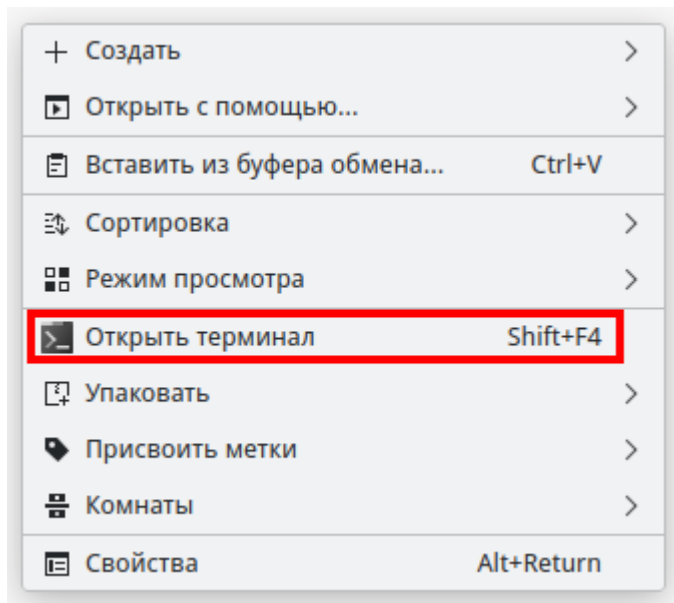 Создать
Открыть с помощью...
Вставить из буфера обмена... Ctrl+V
Сортировка
Режим просмотра
Открыть терминал Shift+F4
Упаковать
Присвоить метки
Комнаты
Свойства Alt+Return